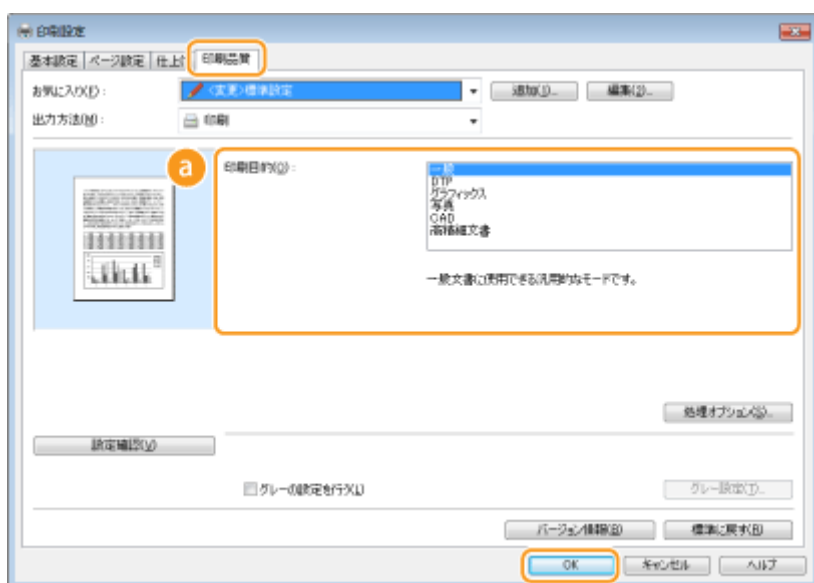 印刷設定
基本設定 ページ設定 仕上げ 印刷品質
お気に入り(F): <変更>標準設定 追加(1)... 編集(2)...
出力方法(M): 印刷
a
印刷目的(O):
一般
DTP
グラフィックス
写真
CAD
高精細文書
一般文書に使用できる汎用的なモードです。
処理オプション(S)...
設定確認(V)
グレーの設定を行う(L)
グレー設定(T)...
バージョン情報(B) 標準に戻す(R)
OK キャンセル ヘルプ